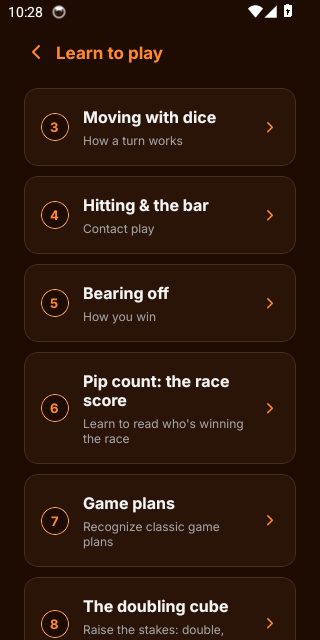 10:28
Learn to play
3
Moving with dice
How a turn works
4
Hitting & the bar
Contact play
5
Bearing off
How you win
6
Pip count: the race
score
Learn to read who's winning
the race
7
Game plans
Recognize classic game
plans
8
The doubling cube
Raise the stakes: double,